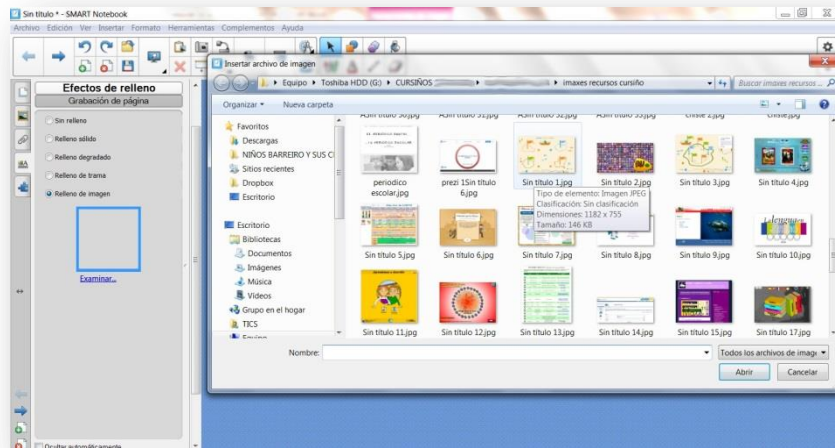 Sin título * - SMART Notebook
Archivo Edición Ver Insertar Formato Herramientas Complementos Ayuda
Insertar archivo de imagen
Equipo Toshiba HDD (G:) CURSIÑOS imaxes recursos cursiño
Buscar imaxes recursos ...
Organizar Nueva carpeta
Efectos de relleno
Grabación de página
Sin relleno
Relleno sólido
Relleno degradado
Relleno de trama
Relleno de imagen
Examinar...
Ocultar automáticamente
Favoritos
Descargas
NIÑOS BARREIRO Y SUS C
Sitios recientes
Dropbox
Escritorio
Escritorio
Bibliotecas
Documentos
Imágenes
Música
Vídeos
Grupo en el hogar
TICS
Equipo
periodico escolar.jpg
prezi 1Sin título 6.jpg
Sin título 1.jpg
Sin título 2.jpg
Sin título 3.jpg
Sin título 4.jpg
Tipo de elemento: Imagen JPEG
Clasificación: Sin clasificación
Dimensiones: 1182 x 755
Tamaño: 146 KB
Sin título 5.jpg
Sin título 6.jpg
Sin título 7.jpg
Sin título 8.jpg
Sin título 9.jpg
Sin título 10.jpg
Sin título 11.jpg
Sin título 12.jpg
Sin título 13.jpg
Sin título 14.jpg
Sin título 15.jpg
Sin título 17.jpg
Nombre:
Todos los archivos de image
Abrir
Cancelar